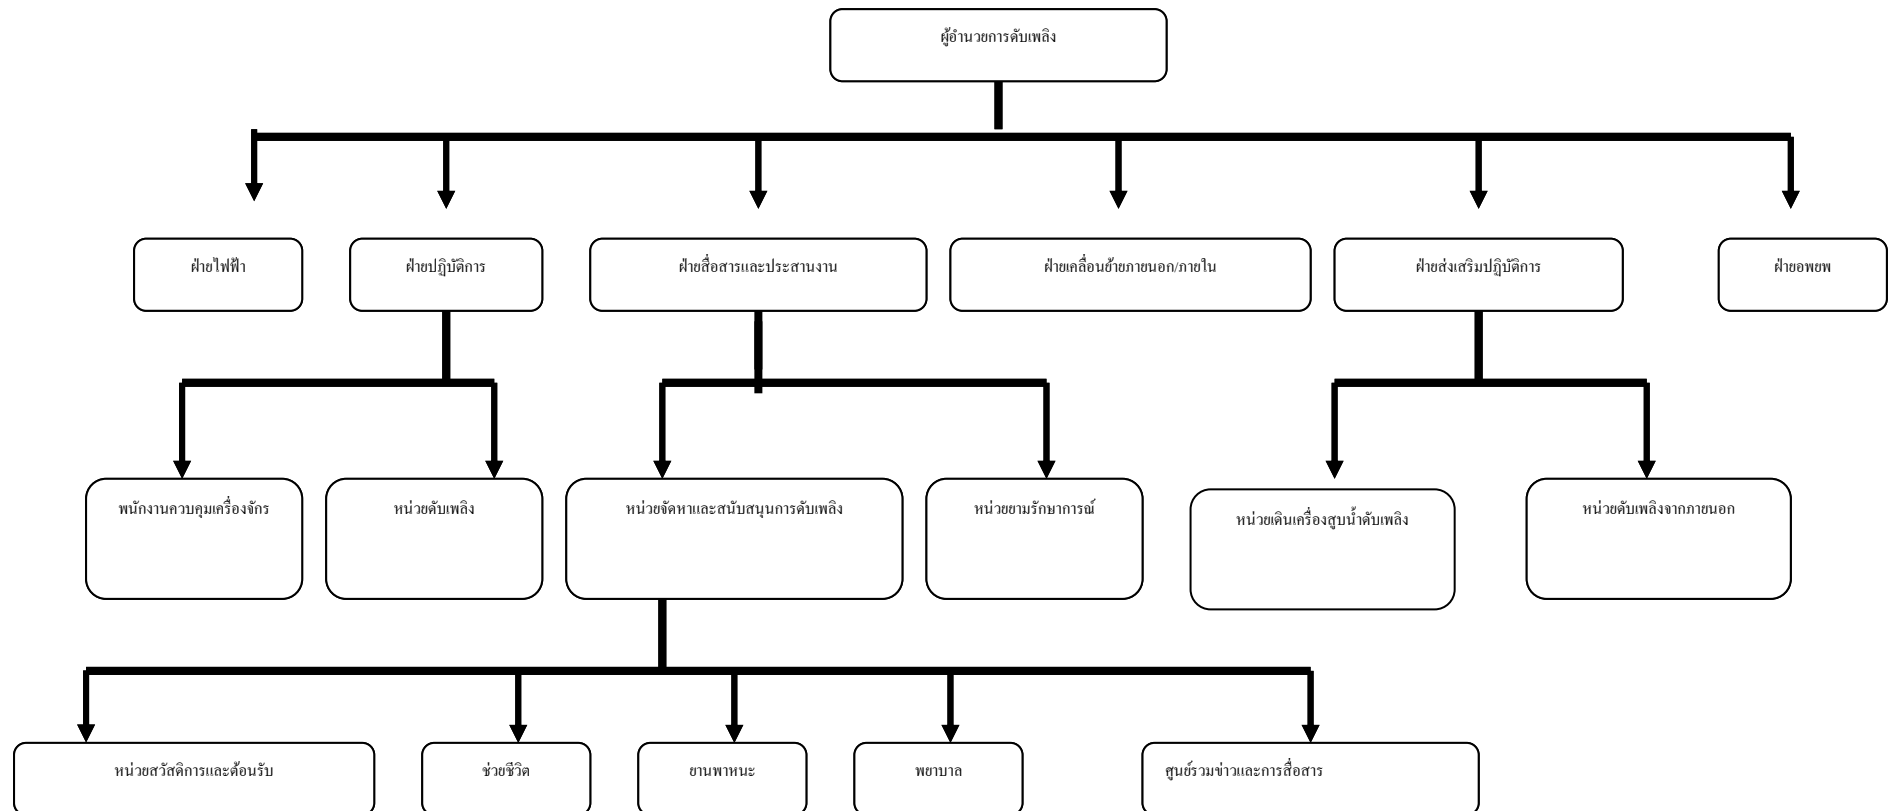 ผู้อำนวยการดับเพลิง
ฝ่ายไฟฟ้า
ฝ่ายปฏิบัติการ
ฝ่ายสื่อสารและประสานงาน
ฝ่ายเคลื่อนย้ายภายนอก/ภายใน
ฝ่ายส่งเสริมปฏิบัติการ
ฝ่ายอพยพ
พนักงานควบคุมเครื่องจักร
หน่วยดับเพลิง
หน่วยจัดหาและสนับสนุนการดับเพลิง
หน่วยยามรักษาการณ์
หน่วยเดินเครื่องสูบน้ำดับเพลิง
หน่วยดับเพลิงจากภายนอก
หน่วยสวัสดิการและต้อนรับ
ช่วยชีวิต
ยานพาหนะ
พยาบาล
ศูนย์รวมข่าวและการสื่อสาร